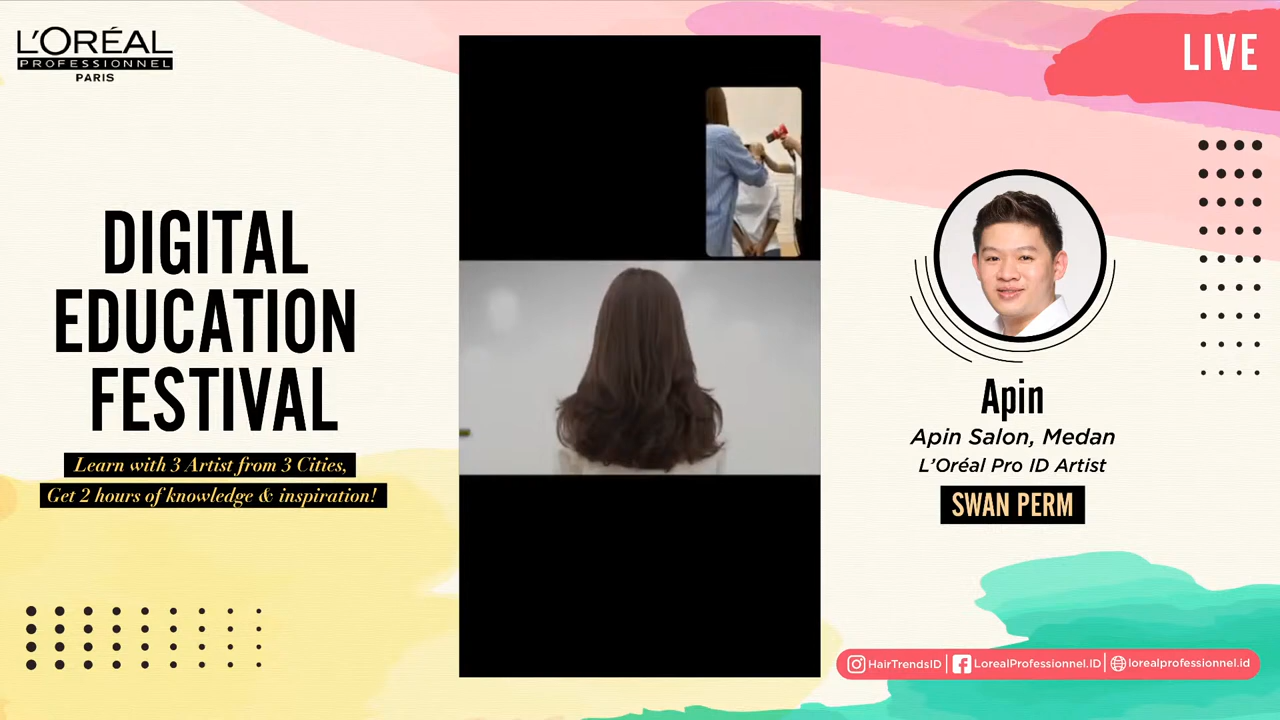 L'ORÉAL
PROFESSIONNEL
PARIS
LIVE
DIGITAL
EDUCATION
FESTIVAL
Learn with 3 Artist from 3 Cities,
Get 2 hours of knowledge & inspiration!
Apin
Apin Salon, Medan
L'Oréal Pro ID Artist
SWAN PERM
HairTrendsID | LorealProfessionnel.ID | lorealprofessionnel.id